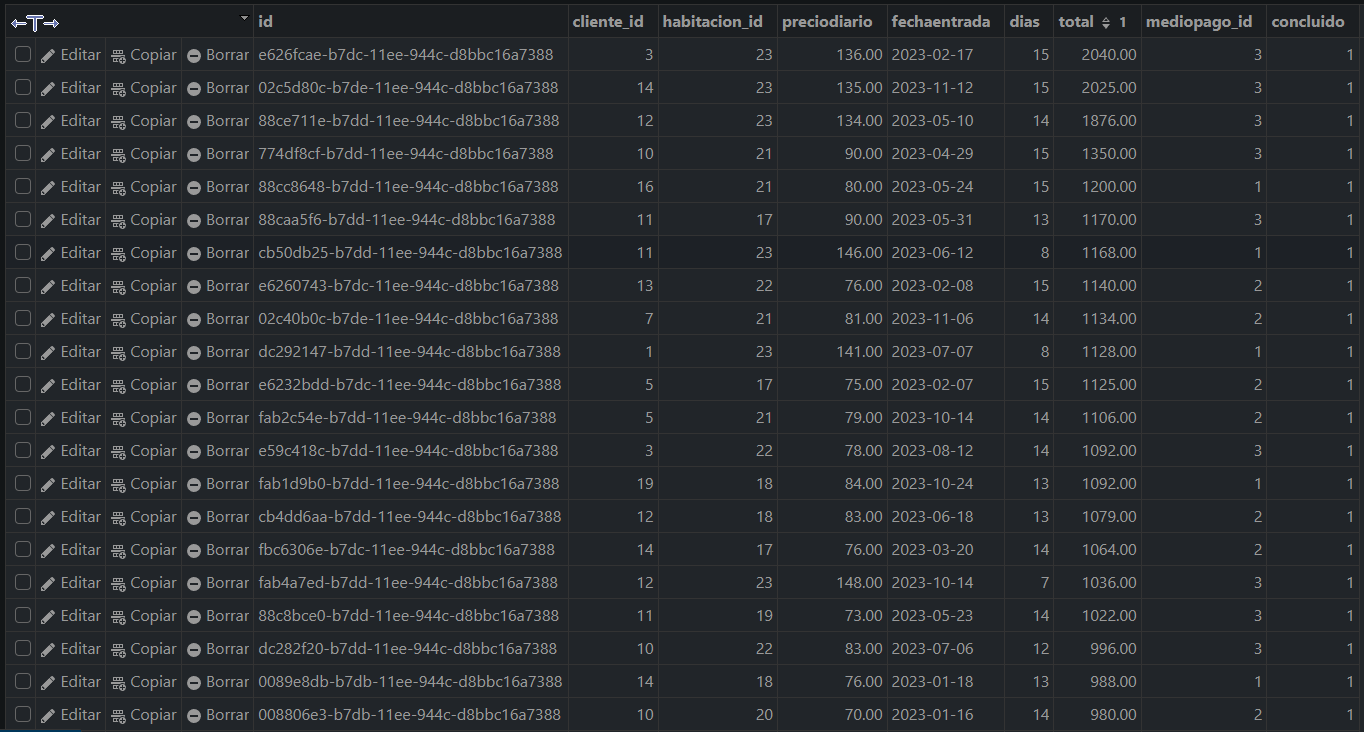 id cliente_id habitacion_id preciodiario fechaentrada dias total 1 mediopago_id concluido
Editar Copiar Borrar e626fcae-b7dc-11ee-944c-d8bbc16a7388 3 23 136.00 2023-02-17 15 2040.00 3 1
Editar Copiar Borrar 02c5d80c-b7de-11ee-944c-d8bbc16a7388 14 23 135.00 2023-11-12 15 2025.00 3 1
Editar Copiar Borrar 88ce711e-b7dd-11ee-944c-d8bbc16a7388 12 23 134.00 2023-05-10 14 1876.00 3 1
Editar Copiar Borrar 774df8cf-b7dd-11ee-944c-d8bbc16a7388 10 21 90.00 2023-04-29 15 1350.00 3 1
Editar Copiar Borrar 88cc8648-b7dd-11ee-944c-d8bbc16a7388 16 21 80.00 2023-05-24 15 1200.00 1 1
Editar Copiar Borrar 88caa5f6-b7dd-11ee-944c-d8bbc16a7388 11 17 90.00 2023-05-31 13 1170.00 3 1
Editar Copiar Borrar cb50db25-b7dd-11ee-944c-d8bbc16a7388 11 23 146.00 2023-06-12 8 1168.00 1 1
Editar Copiar Borrar e6260743-b7dc-11ee-944c-d8bbc16a7388 13 22 76.00 2023-02-08 15 1140.00 2 1
Editar Copiar Borrar 02c40b0c-b7de-11ee-944c-d8bbc16a7388 7 21 81.00 2023-11-06 14 1134.00 2 1
Editar Copiar Borrar dc292147-b7dd-11ee-944c-d8bbc16a7388 1 23 141.00 2023-07-07 8 1128.00 1 1
Editar Copiar Borrar e6232bdd-b7dc-11ee-944c-d8bbc16a7388 5 17 75.00 2023-02-07 15 1125.00 2 1
Editar Copiar Borrar fab2c54e-b7dd-11ee-944c-d8bbc16a7388 5 21 79.00 2023-10-14 14 1106.00 2 1
Editar Copiar Borrar e59c418c-b7dd-11ee-944c-d8bbc16a7388 3 22 78.00 2023-08-12 14 1092.00 3 1
Editar Copiar Borrar fab1d9b0-b7dd-11ee-944c-d8bbc16a7388 19 18 84.00 2023-10-24 13 1092.00 1 1
Editar Copiar Borrar cb4dd6aa-b7dd-11ee-944c-d8bbc16a7388 12 18 83.00 2023-06-18 13 1079.00 2 1
Editar Copiar Borrar fbc6306e-b7dc-11ee-944c-d8bbc16a7388 14 17 76.00 2023-03-20 14 1064.00 2 1
Editar Copiar Borrar fab4a7ed-b7dd-11ee-944c-d8bbc16a7388 12 23 148.00 2023-10-14 7 1036.00 3 1
Editar Copiar Borrar 88c8bce0-b7dd-11ee-944c-d8bbc16a7388 11 19 73.00 2023-05-23 14 1022.00 3 1
Editar Copiar Borrar dc282f20-b7dd-11ee-944c-d8bbc16a7388 10 22 83.00 2023-07-06 12 996.00 3 1
Editar Copiar Borrar 0089e8db-b7db-11ee-944c-d8bbc16a7388 14 18 76.00 2023-01-18 13 988.00 1 1
Editar Copiar Borrar 008806e3-b7db-11ee-944c-d8bbc16a7388 10 20 70.00 2023-01-16 14 980.00 2 1